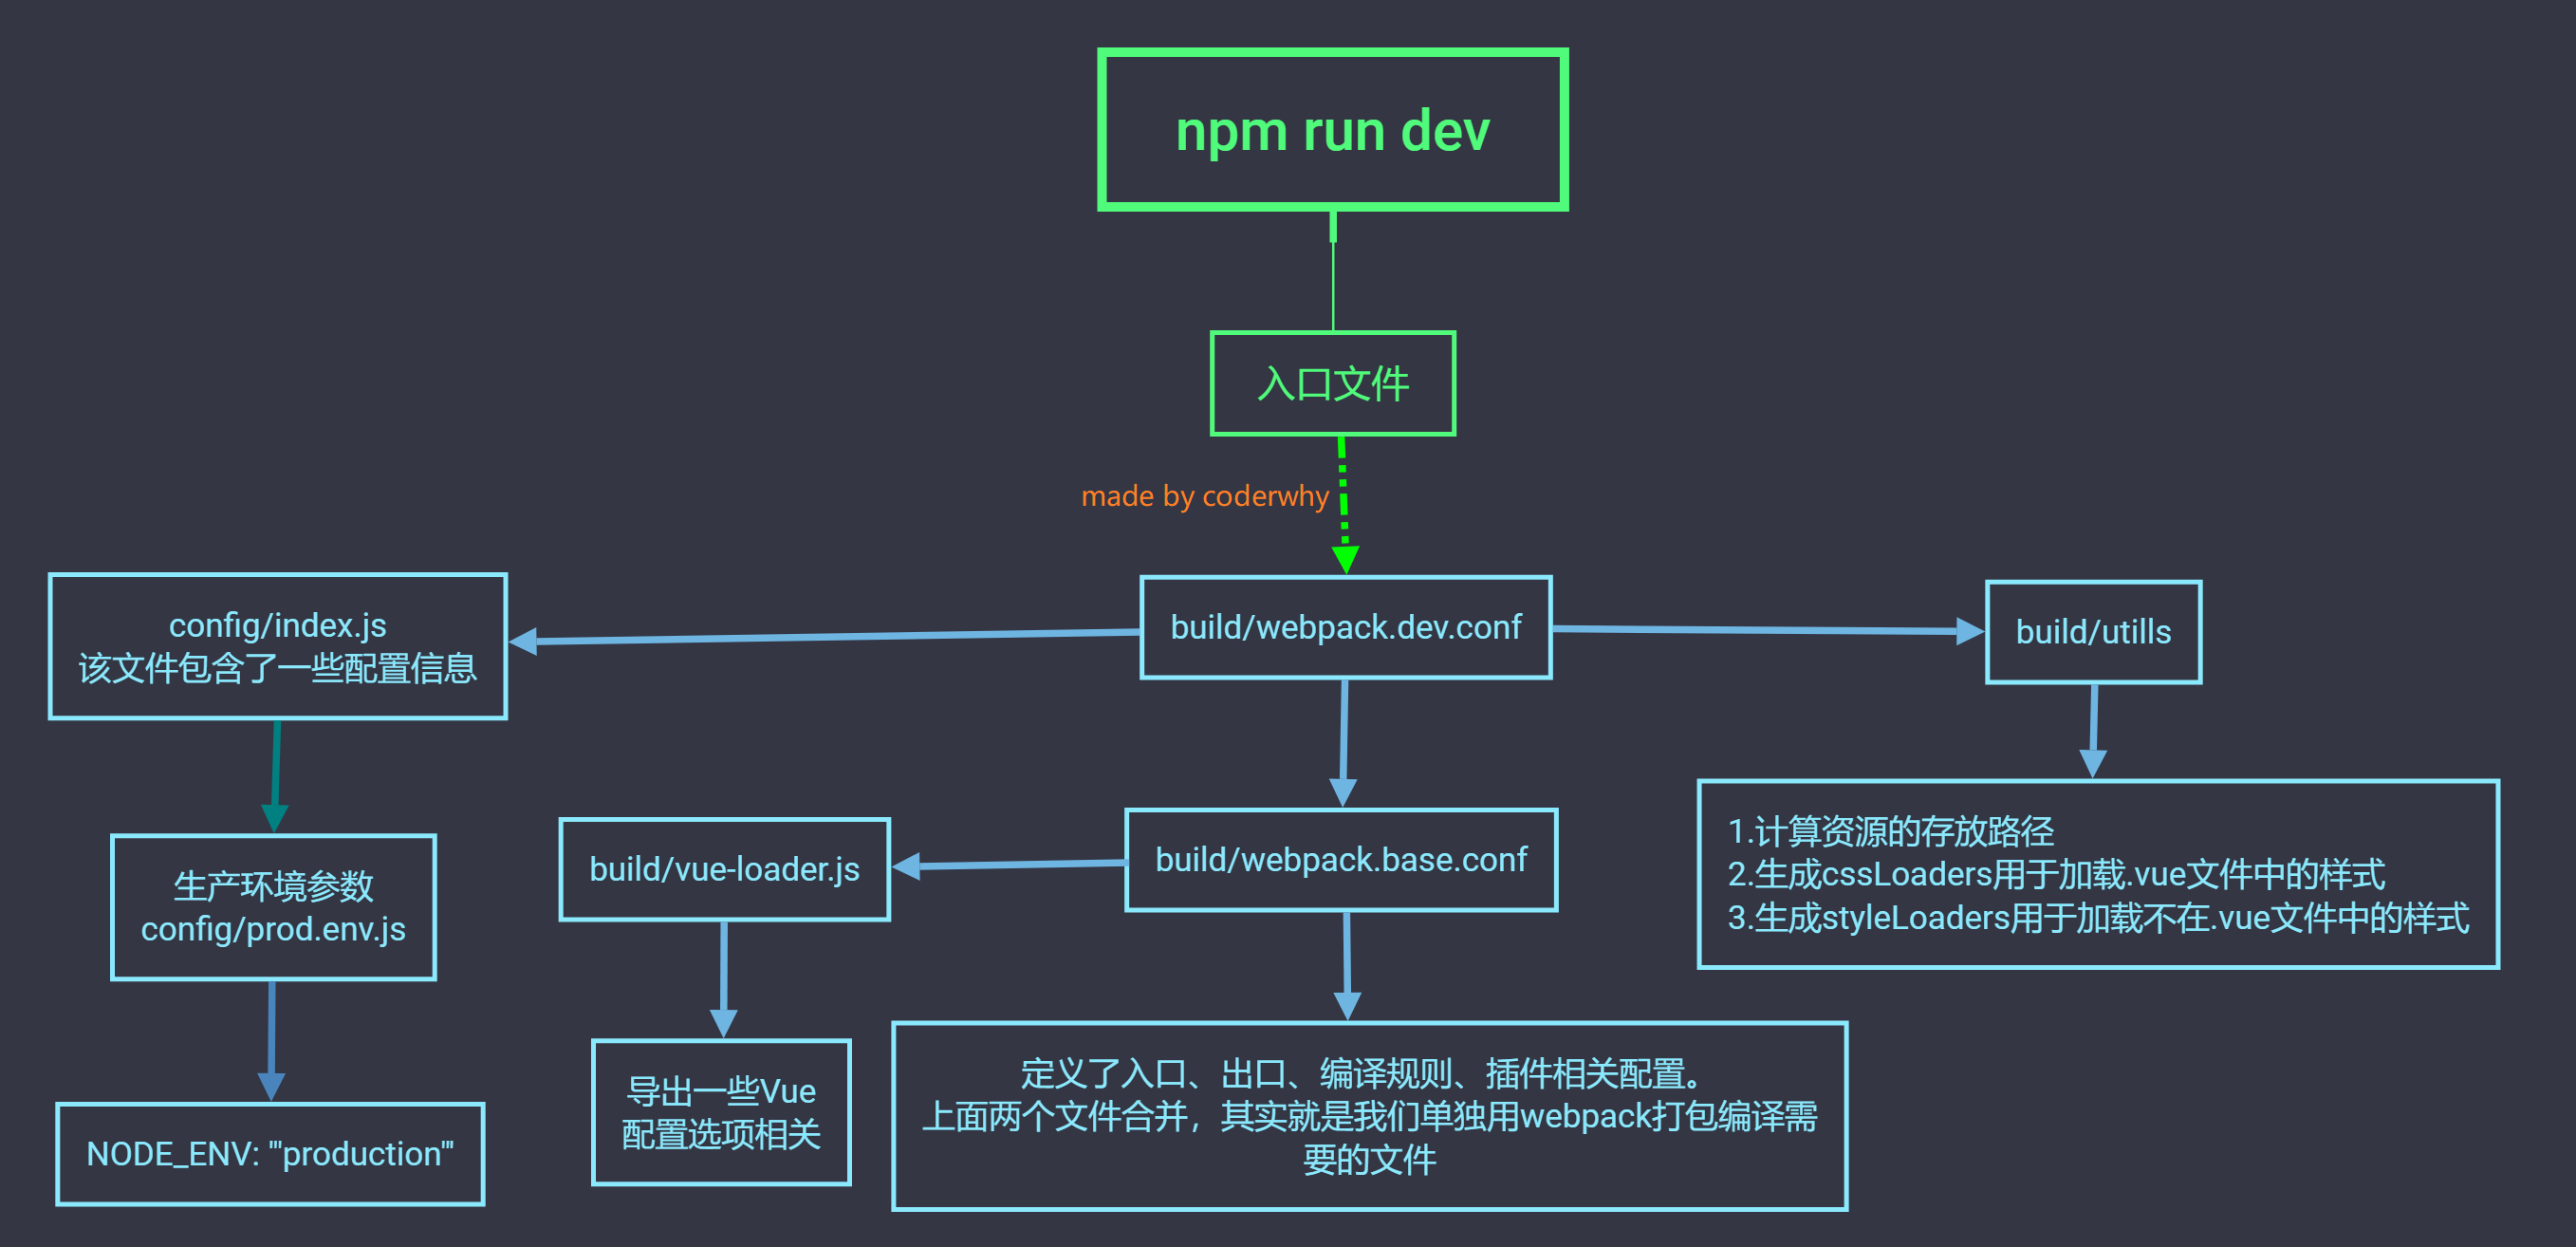 npm run dev
入口文件
made by coderwhy
config/index.js
该文件包含了一些配置信息
build/webpack.dev.conf
build/utills
生产环境参数
config/prod.env.js
build/vue-loader.js
build/webpack.base.conf
1.计算资源的存放路径
2.生成cssLoaders用于加载.vue文件中的样式
3.生成styleLoaders用于加载不在.vue文件中的样式
NODE_ENV: '"production"'
导出一些Vue
配置选项相关
定义了入口、出口、编译规则、插件相关配置。
上面两个文件合并，其实就是我们单独用webpack打包编译需
要的文件